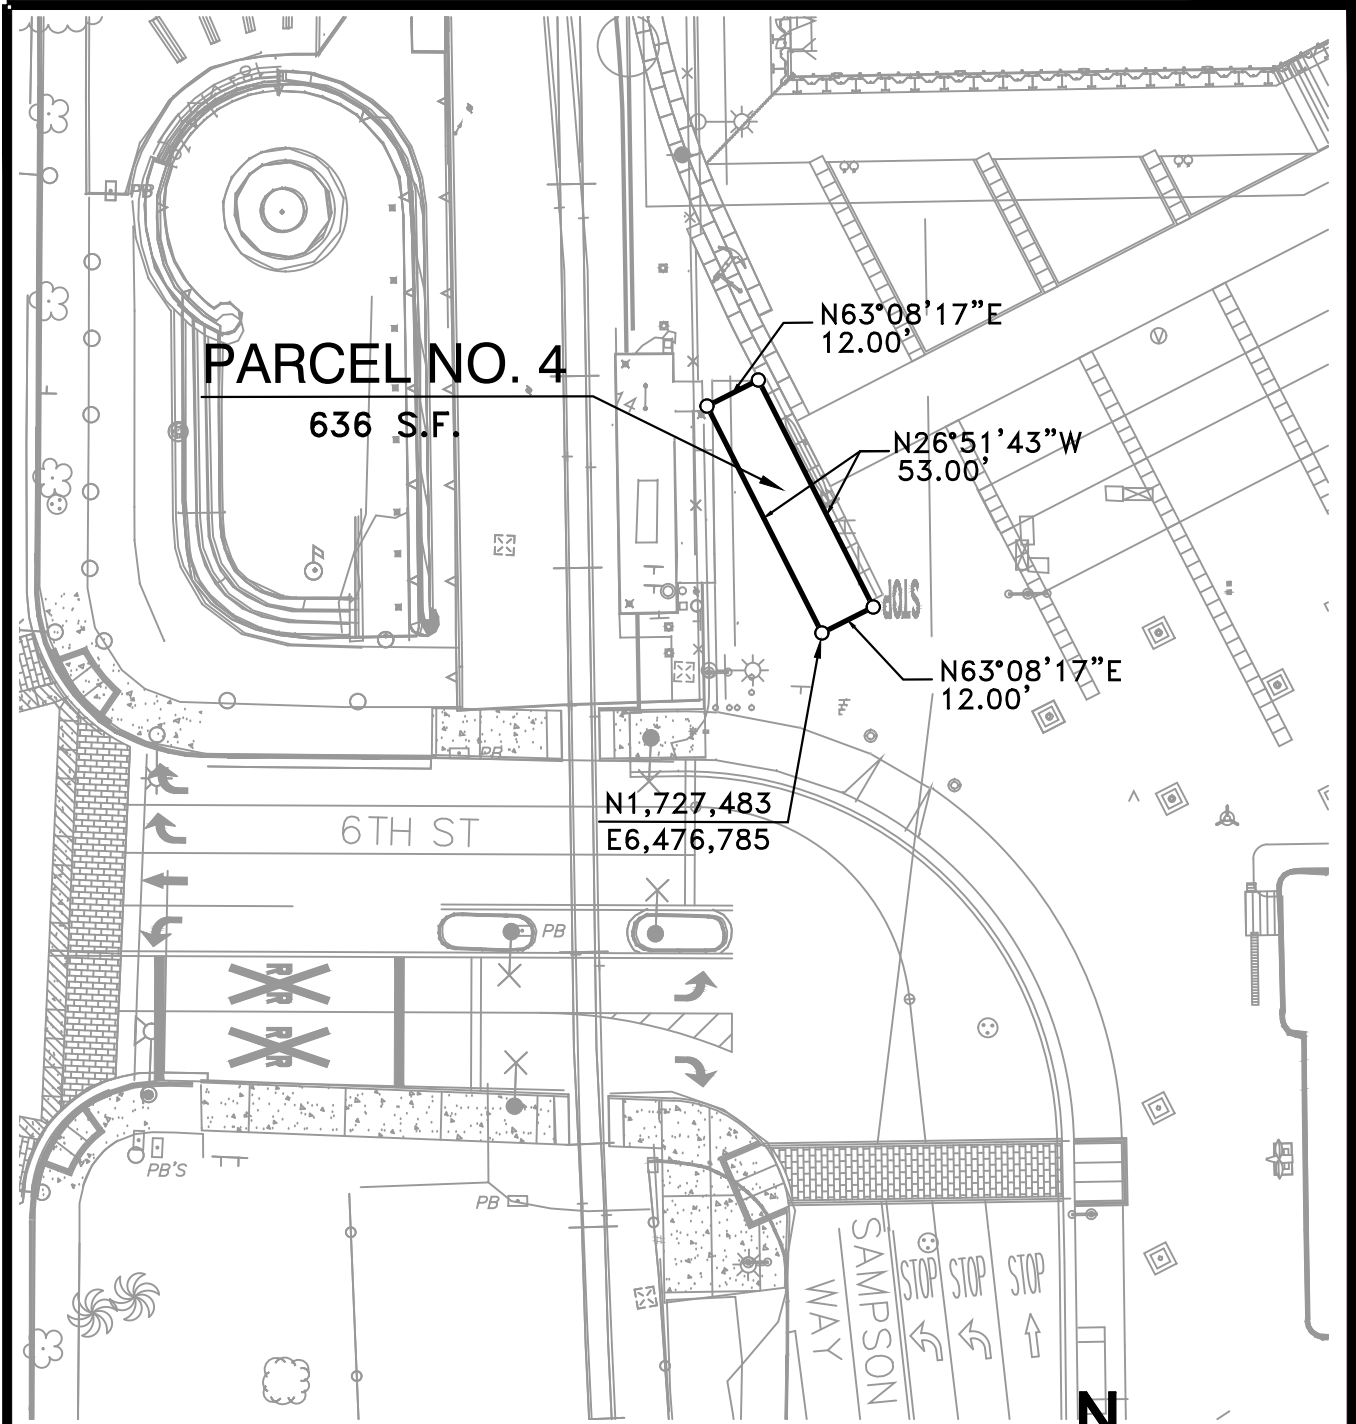 PB
N63°08'17"E
12.00'
PARCEL NO. 4
636 S.F.
14
N26°51'43"W
53.00'
STOP
N63°08'17"E
12.00'
PB
N1,727,483
E6,476,785
6TH ST
PB
R R
R R
PB'S
PB
SAMPSON
WAY
STOP
STOP
STOP
N